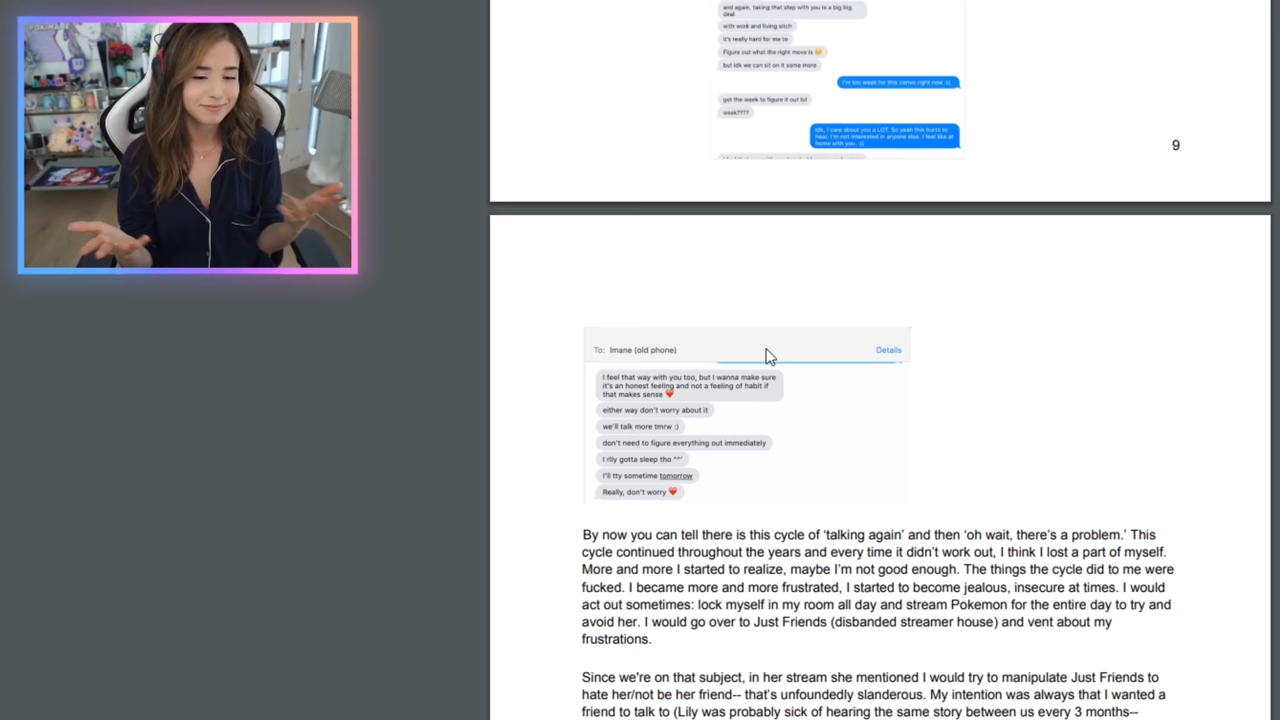 and again, taking that step with you is a big big
deal
with work and living sitch
it's really hard for me to
Figure out what the right move is
but idk we can sit on it some more
I'm too weak for this convo right now :((
got the week to figure it out lol
weak????
Idk, I care about you a LOT. So yeah this hurts to
hear. I'm not interested in anyone else. I feel like at
home with you. :((
9
To: Imane (old phone)
Details
I feel that way with you too, but I wanna make sure
it's an honest feeling and not a feeling of habit if
that makes sense ❤️
either way don't worry about it
we'll talk more tmrw :)
don't need to figure everything out immediately
I rlly gotta sleep tho ^^'
I'll tty sometime tomorrow
Really, don't worry ❤️
By now you can tell there is this cycle of ‘talking again’ and then ‘oh wait, there’s a problem.’ This
cycle continued throughout the years and every time it didn’t work out, I think I lost a part of myself.
More and more I started to realize, maybe I’m not good enough. The things the cycle did to me were
fucked. I became more and more frustrated, I started to become jealous, insecure at times. I would
act out sometimes: lock myself in my room all day and stream Pokemon for the entire day to try and
avoid her. I would go over to Just Friends (disbanded streamer house) and vent about my
frustrations.
Since we're on that subject, in her stream she mentioned I would try to manipulate Just Friends to
hate her/not be her friend-- that’s unfoundedly slanderous. My intention was always that I wanted a
friend to talk to (Lily was probably sick of hearing the same story between us every 3 months--